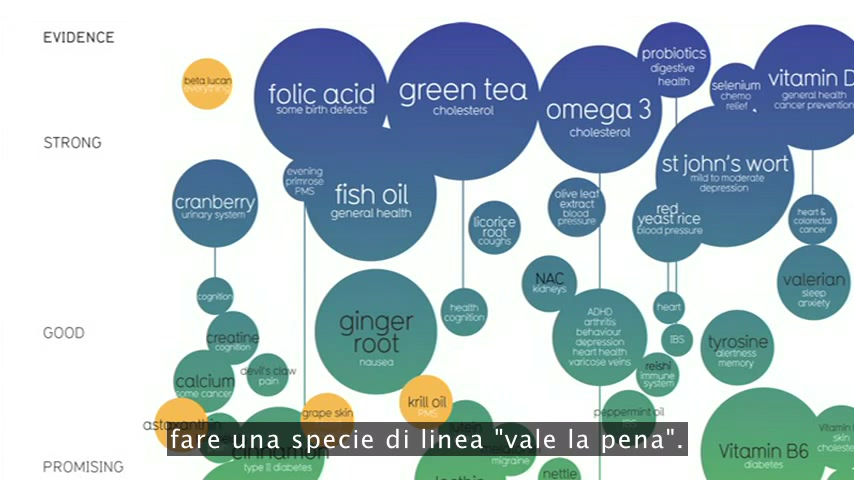 EVIDENCE
beta lucan
everything
folic acid
some birth defects
green tea
cholesterol
omega 3
cholesterol
probiotics
digestive
health
selenium
chemo
relief
vitamin D
general health
cancer prevention
STRONG
cranberry
urinary system
evening
primrose
PMS
fish oil
general health
licorice
root
coughs
olive leaf
extract
blood
pressure
st john's wort
mild to moderate
depression
red
yeast rice
blood pressure
heart &
colorectal
cancer
cognition
ginger
root
nausea
health
cognition
NAC
kidneys
ADHD
arthritis
behaviour
depression
heart health
varicose veins
heart
IBS
valerian
sleep
anxiety
GOOD
creatine
cognition
tyrosine
alertness
memory
calcium
some cancer
devil's claw
pain
reishi
immune
system
krill oil
PMS
astaxanthin
grape skin
peppermint oil
IBS
fare una specie di linea "vale la pena".
cinnamon
type II diabetes
migraine
Vitamin B6
diabetes
skin
cholesterol
PROMISING
nettle